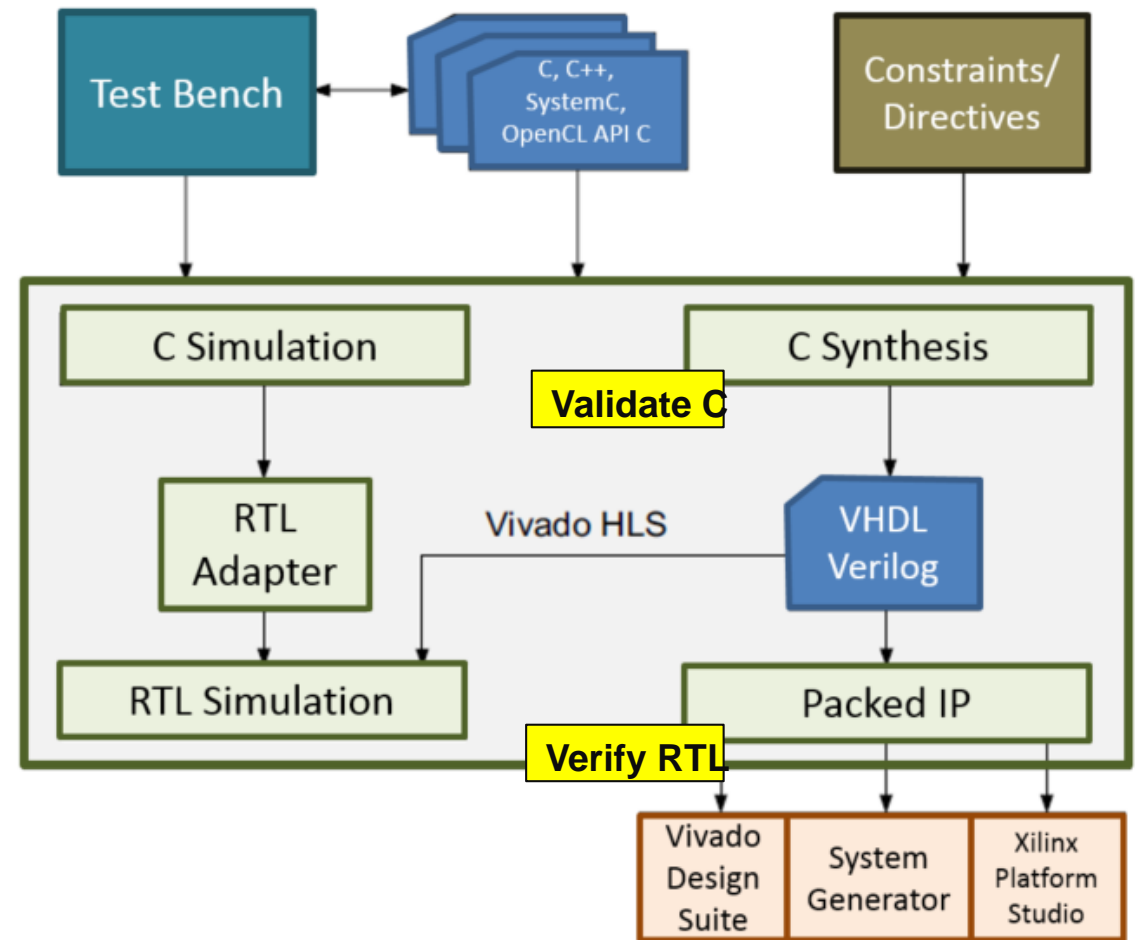 Test Bench
C, C++,
SystemC,
OpenCL API C
Constraints/
Directives
C Simulation
C Synthesis
Validate C
RTL
Adapter
Vivado HLS
VHDL
Verilog
RTL Simulation
Packed IP
Verify RTL
Vivado
Design
Suite
System
Generator
Xilinx
Platform
Studio